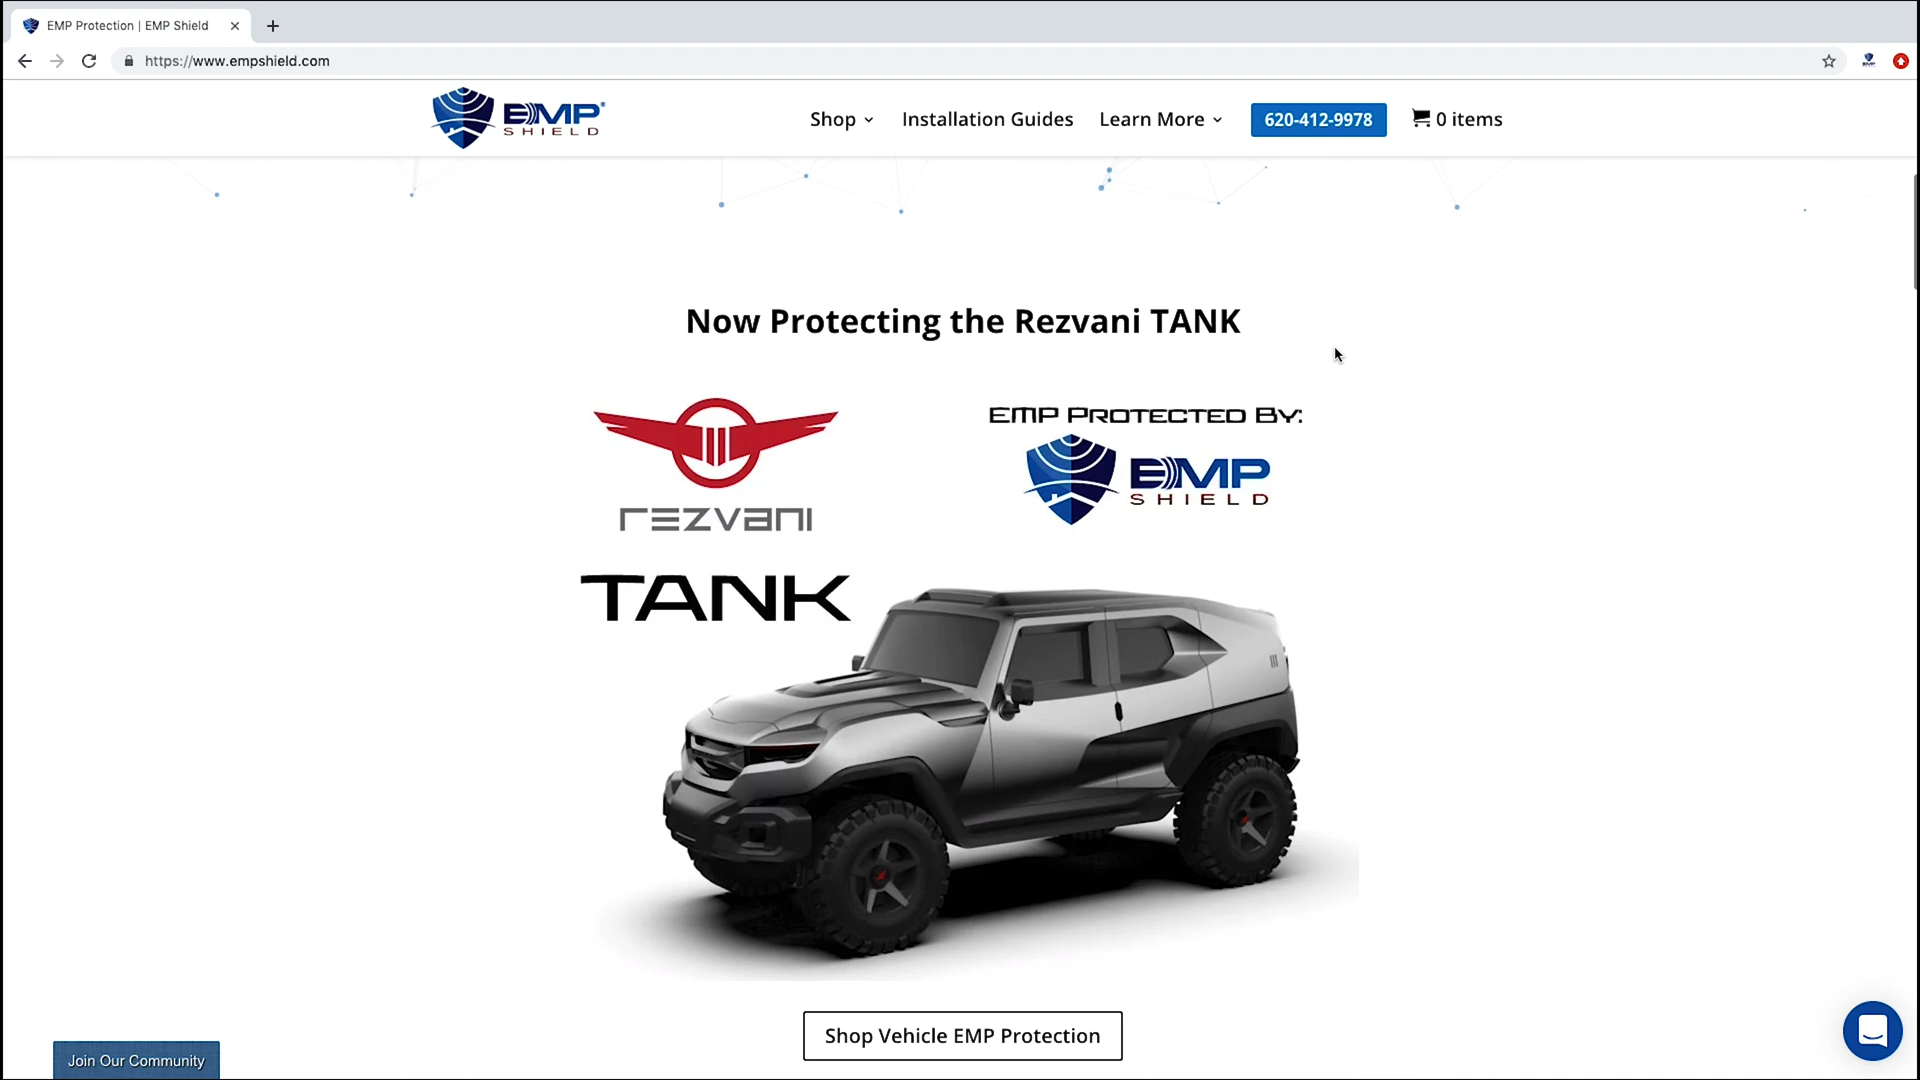 EMP Protection | EMP Shield
https://www.empshield.com
EMP
SHIELD
Shop
Installation Guides
Learn More
620-412-9978
0 items
Now Protecting the Rezvani TANK
rezvani
EMP PROTECTED BY:
EMP
SHIELD
TANK
Shop Vehicle EMP Protection
Join Our Community